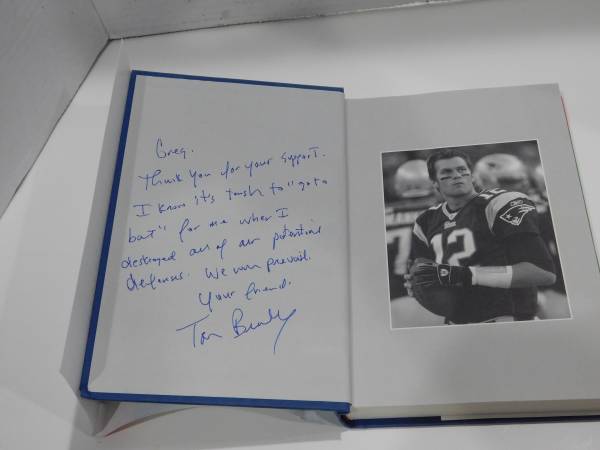 Greg.
Thank you for your support.
I know it's tough to "go to
bat" for me when I
destroyed all of our potential
defenses. We will prevail.
Your friend.
Tom Brady
12